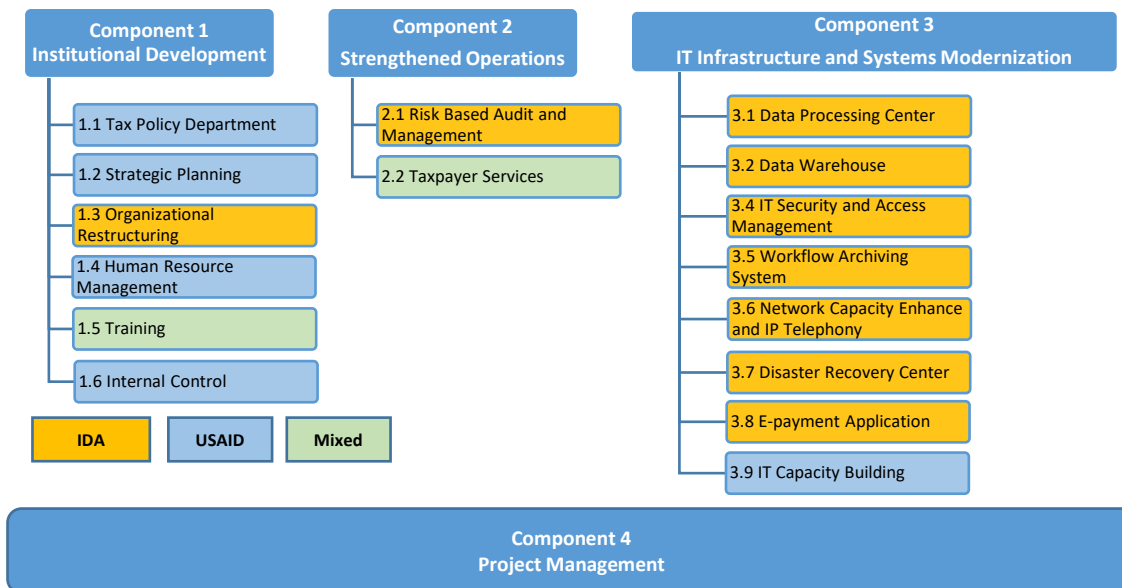 Component 1
Institutional Development
1.1 Tax Policy Department
1.2 Strategic Planning
1.3 Organizational
Restructuring
1.4 Human Resource
Management
1.5 Training
1.6 Internal Control
Component 2
Strengthened Operations
2.1 Risk Based Audit and
Management
2.2 Taxpayer Services
Component 3
IT Infrastructure and Systems Modernization
3.1 Data Processing Center
3.2 Data Warehouse
3.4 IT Security and Access
Management
3.5 Workflow Archiving
System
3.6 Network Capacity Enhance
and IP Telephony
3.7 Disaster Recovery Center
3.8 E-payment Application
3.9 IT Capacity Building
IDA
USAID
Mixed
Component 4
Project Management